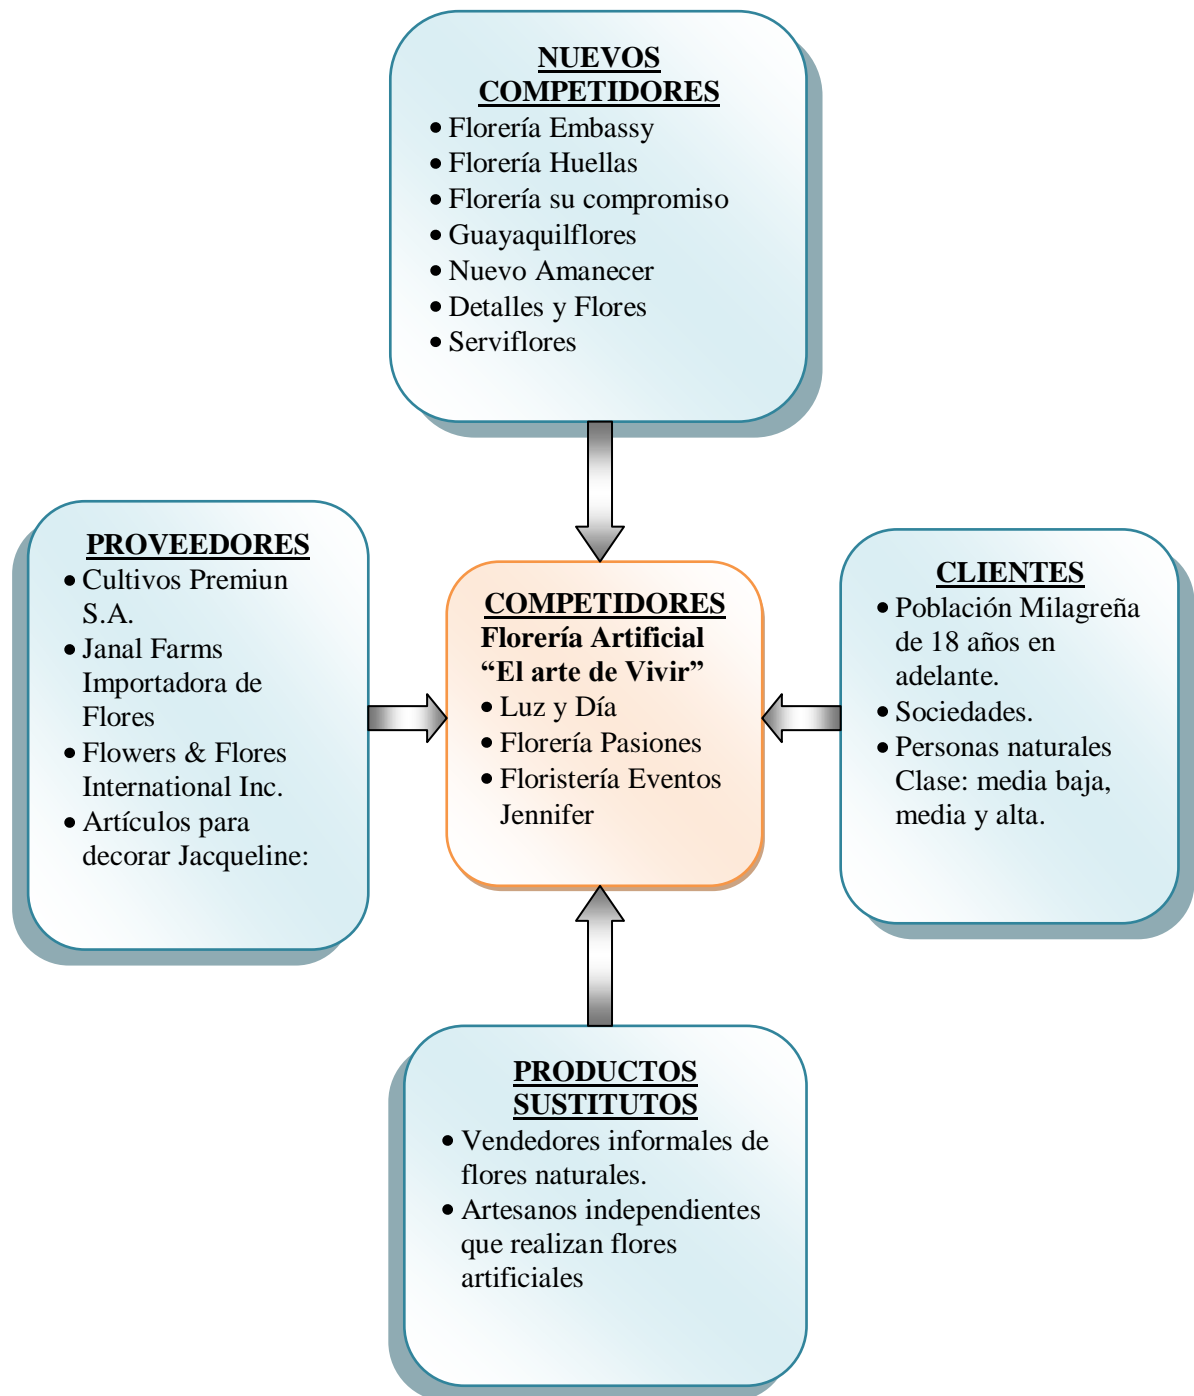 NUEVOS
COMPETIDORES
• Florería Embassy
• Florería Huellas
• Florería su compromiso
• Guayaquilflores
• Nuevo Amanecer
• Detalles y Flores
• Serviflores
PROVEEDORES
• Cultivos Premiun
S.A.
• Janal Farms
Importadora de
Flores
• Flowers & Flores
International Inc.
• Artículos para
decorar Jacqueline:
COMPETIDORES
Florería Artificial
“El arte de Vivir”
• Luz y Día
• Florería Pasiones
• Floristería Eventos
Jennifer
CLIENTES
• Población Milagreña
de 18 años en
adelante.
• Sociedades.
• Personas naturales
Clase: media baja,
media y alta.
PRODUCTOS
SUSTITUTOS
• Vendedores informales de
flores naturales.
• Artesanos independientes
que realizan flores
artificiales